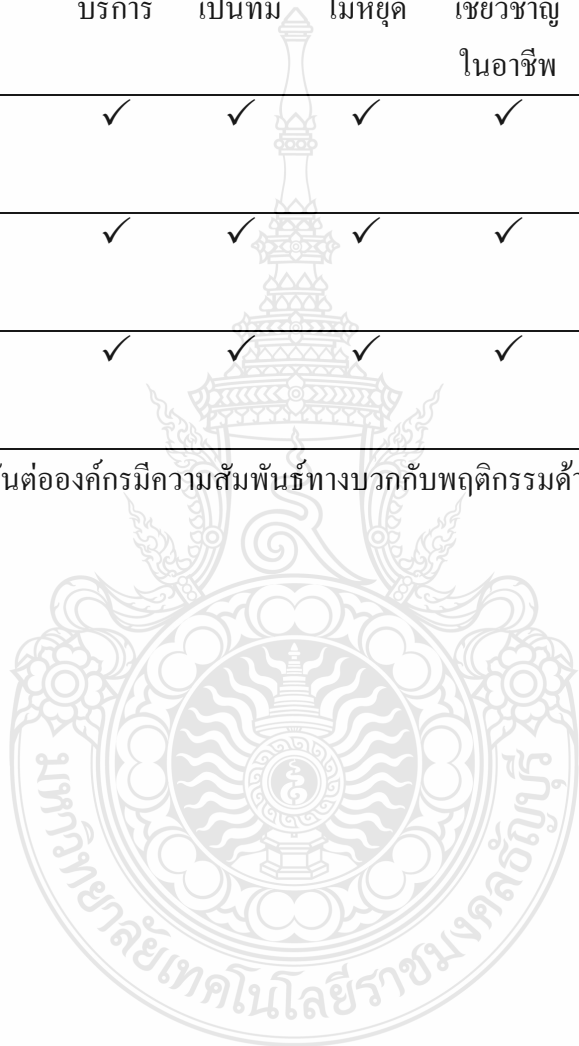 บริการ เป็นทีม ไม่หยุด เชี่ยวชาญ
ในอาชีพ
✓ ✓ ✓ ✓
✓ ✓ ✓ ✓
✓ ✓ ✓ ✓
ันต่อองค์กรมีความสัมพันธ์ทางบวกกับพฤติกรรมด้ว
มหาวิทยาลัยเทคโนโลยีราชมงคลธัญบุรี